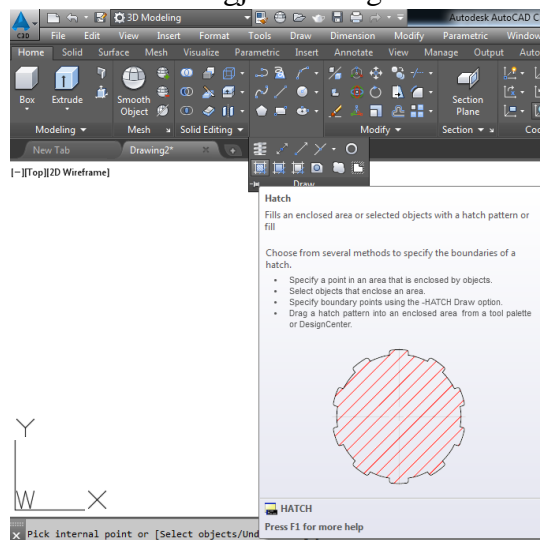 3D Modeling Autodesk AutoCAD C
C3D File Edit View Insert Format Tools Draw Dimension Modify Parametric Window
Home Solid Surface Mesh Visualize Parametric Insert Annotate View Manage Output Auto
Box Extrude Smooth Object Section Plane
Modeling Mesh Solid Editing Modify Section Coo
New Tab Drawing2*
[−][Top][2D Wireframe]
Draw
Hatch
Fills an enclosed area or selected objects with a hatch pattern or
fill
Choose from several methods to specify the boundaries of a
hatch.
• Specify a point in an area that is enclosed by objects.
• Select objects that enclose an area.
• Specify boundary points using the -HATCH Draw option.
• Drag a hatch pattern into an enclosed area from a tool palette
or DesignCenter.
Y
W X
HATCH
Press F1 for more help
Pick internal point or [Select objects/Und